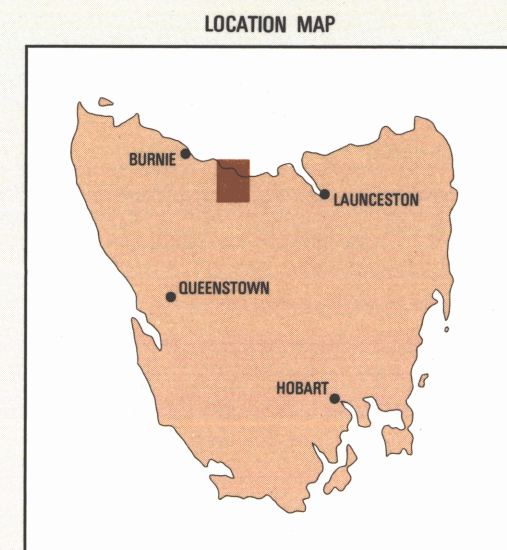 LOCATION MAP
BURNIE
LAUNCESTON
QUEENSTOWN
HOBART